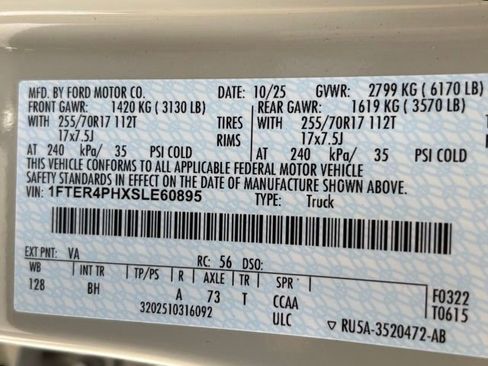 MFD. BY FORD MOTOR CO. DATE: 10/25 GVWR: 2799 KG ( 6170 LB)
FRONT GAWR: 1420 KG ( 3130 LB) REAR GAWR: 1619 KG ( 3570 LB)
WITH 255/70R17 112T TIRES WITH 255/70R17 112T
17x7.5J RIMS 17x7.5J
AT 240 kPa/ 35 PSI COLD AT 240 kPa/ 35 PSI COLD
THIS VEHICLE CONFORMS TO ALL APPLICABLE FEDERAL MOTOR VEHICLE
SAFETY STANDARDS IN EFFECT ON THE DATE OF MANUFACTURE SHOWN ABOVE.
VIN: 1FTER4PHXSLE60895 TYPE: Truck
EXT PNT: VA RC: 56 DSO:
WB INT TR TP/PS R AXLE TR SPR F0322
128 BH A 73 T CCAA T0615
3202510316092 ULC RU5A-3520472-AB